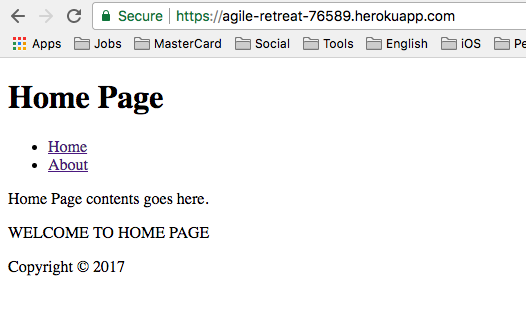 Secure https://agile-retreat-76589.herokuapp.com
Apps Jobs MasterCard Social Tools English iOS
Home Page
Home
About
Home Page contents goes here.
WELCOME TO HOME PAGE
Copyright © 2017